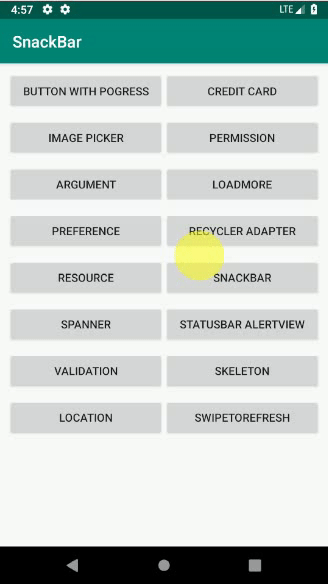 4:57 LTE
SnackBar
BUTTON WITH POGRESS CREDIT CARD
IMAGE PICKER PERMISSION
ARGUMENT LOADMORE
PREFERENCE RECYCLER ADAPTER
RESOURCE SNACKBAR
SPANNER STATUSBAR ALERTVIEW
VALIDATION SKELETON
LOCATION SWIPETOREFRESH